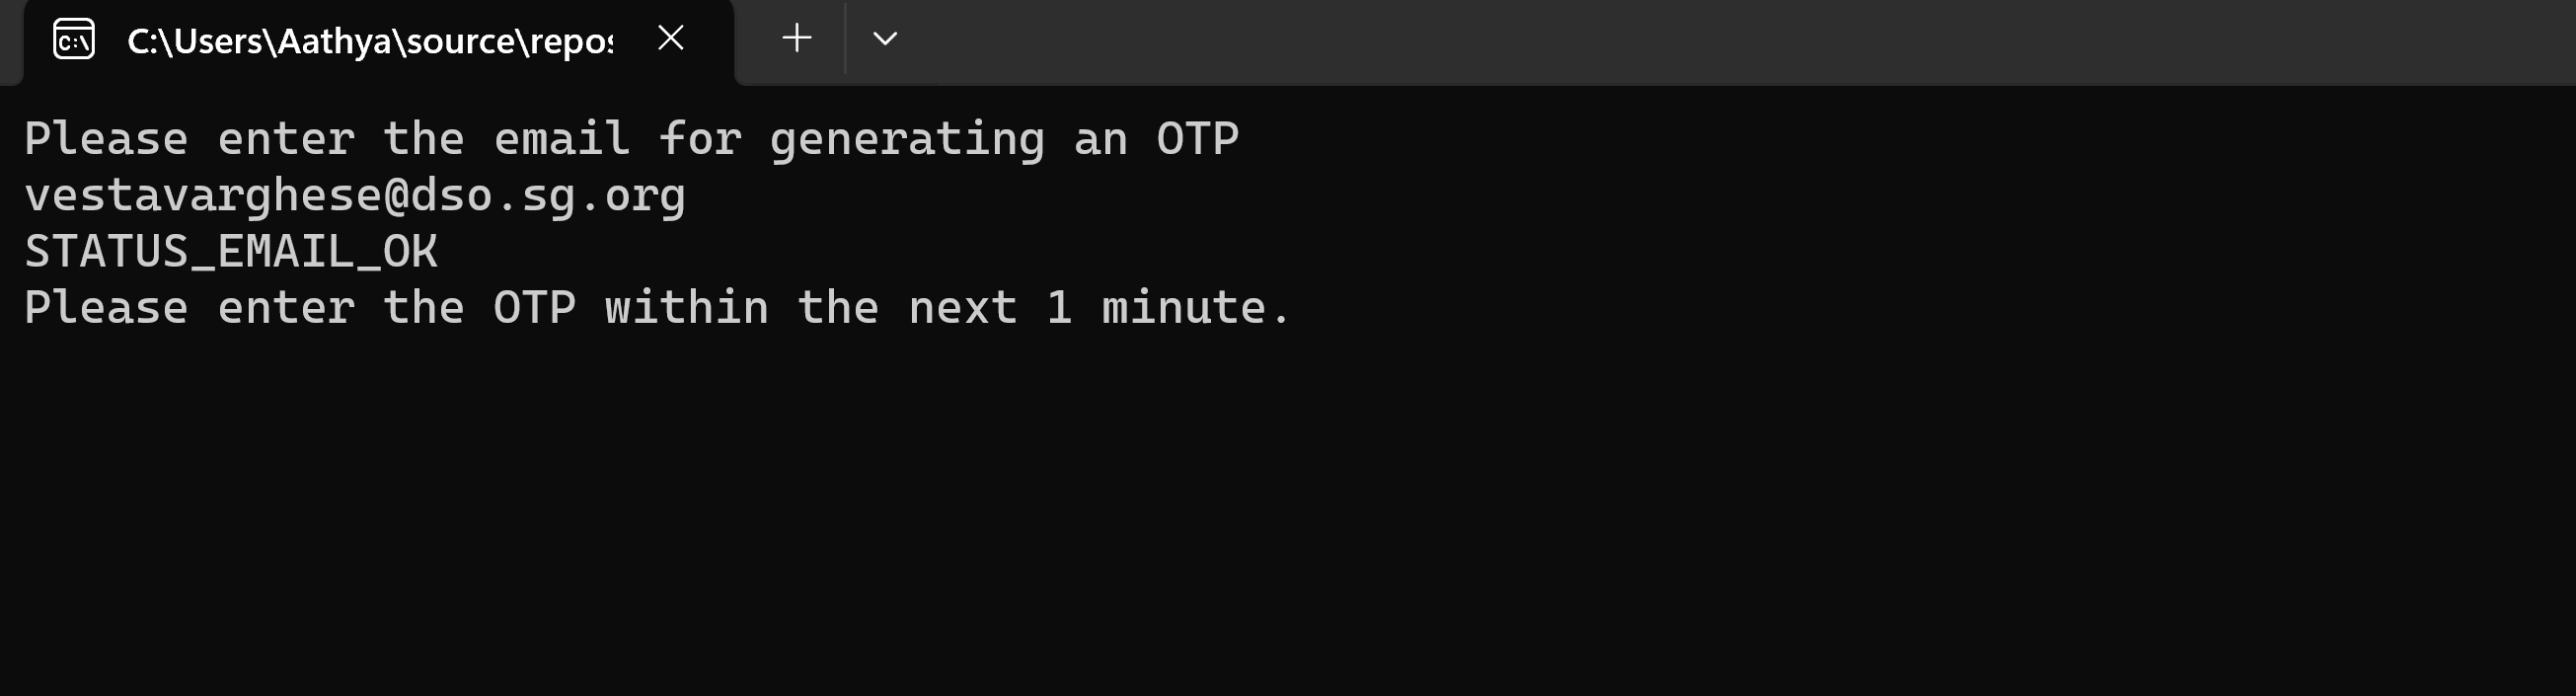 C:\Users\Aathya\source\repos
Please enter the email for generating an OTP
vestavarghese@dso.sg.org
STATUS_EMAIL_OK
Please enter the OTP within the next 1 minute.